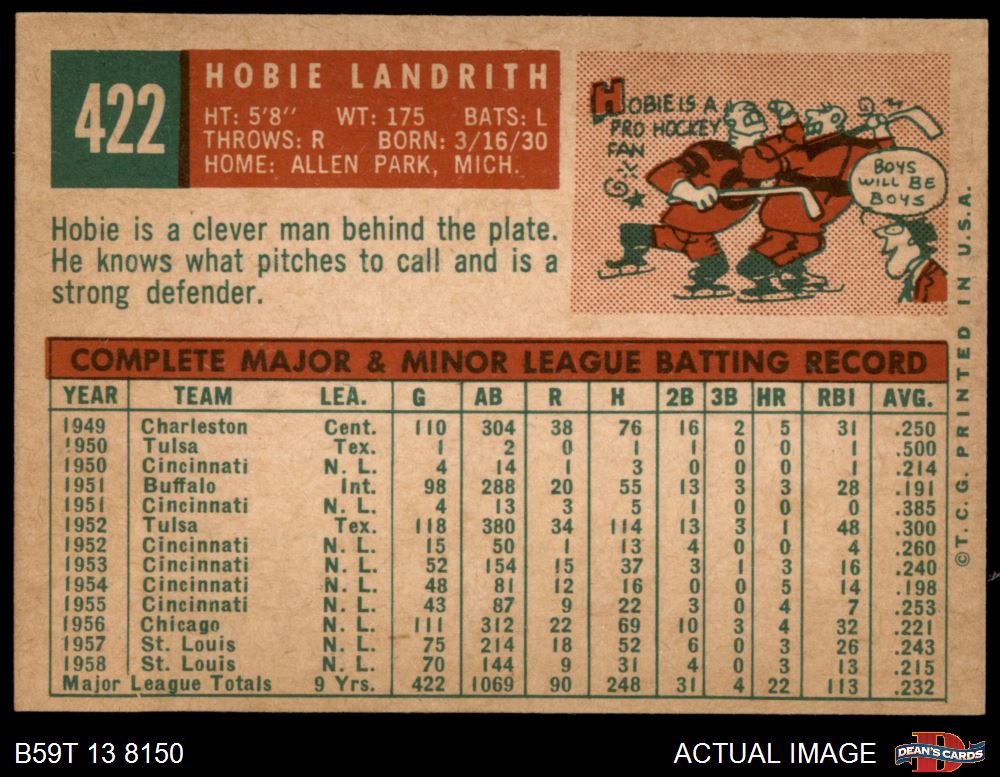 422
HOBIE LANDRITH
HT: 5'8" WT: 175 BATS: L
THROWS: R BORN: 3/16/30
HOME: ALLEN PARK, MICH.
Hobie is a clever man behind the plate.
He knows what pitches to call and is a
strong defender.
HOBIE IS A
PRO HOCKEY
FAN
BOYS
WILL BE
BOYS
COMPLETE MAJOR & MINOR LEAGUE BATTING RECORD
YEAR TEAM LEA. G AB R H 2B 3B HR RBI AVG.
1949 Charleston Cent. 110 304 38 76 16 2 5 31 .250
1950 Tulsa Tex. 1 2 0 1 1 0 0 1 .500
1950 Cincinnati N. L. 4 14 1 3 0 0 0 1 .214
1951 Buffalo Int. 98 288 20 55 13 3 3 28 .191
1951 Cincinnati N. L. 4 13 3 5 1 0 0 0 .385
1952 Tulsa Tex. 118 380 34 114 13 3 1 48 .300
1952 Cincinnati N. L. 15 50 1 13 4 0 0 4 .260
1953 Cincinnati N. L. 52 154 15 37 3 1 3 16 .240
1954 Cincinnati N. L. 48 81 12 16 0 0 5 14 .198
1955 Cincinnati N. L. 43 87 9 22 3 0 4 7 .253
1956 Chicago N. L. 111 312 22 69 10 3 4 32 .221
1957 St. Louis N. L. 75 214 18 52 6 0 3 26 .243
1958 St. Louis N. L. 70 144 9 31 4 0 3 13 .215
Major League Totals 9 Yrs. 422 1069 90 248 31 4 22 113 .232
© T. C. G. PRINTED IN U.S.A.
B59T 13 8150
ACTUAL IMAGE
DEAN'S CARDS